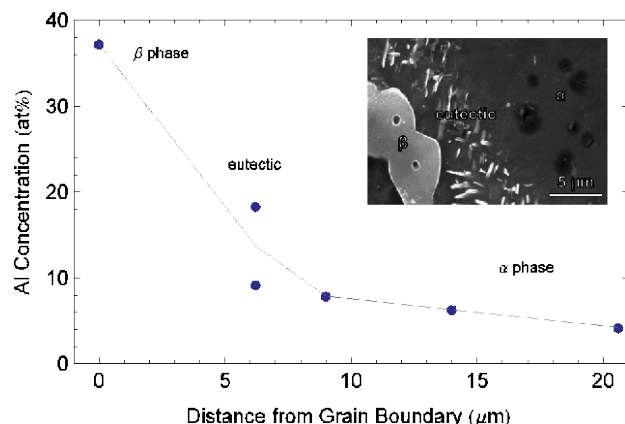 40
30
20
10
0
Al Concentration (at%)
β phase
eutectic
α phase
α
eutectic
β
5 μm
0
5
10
15
20
Distance from Grain Boundary (μm)